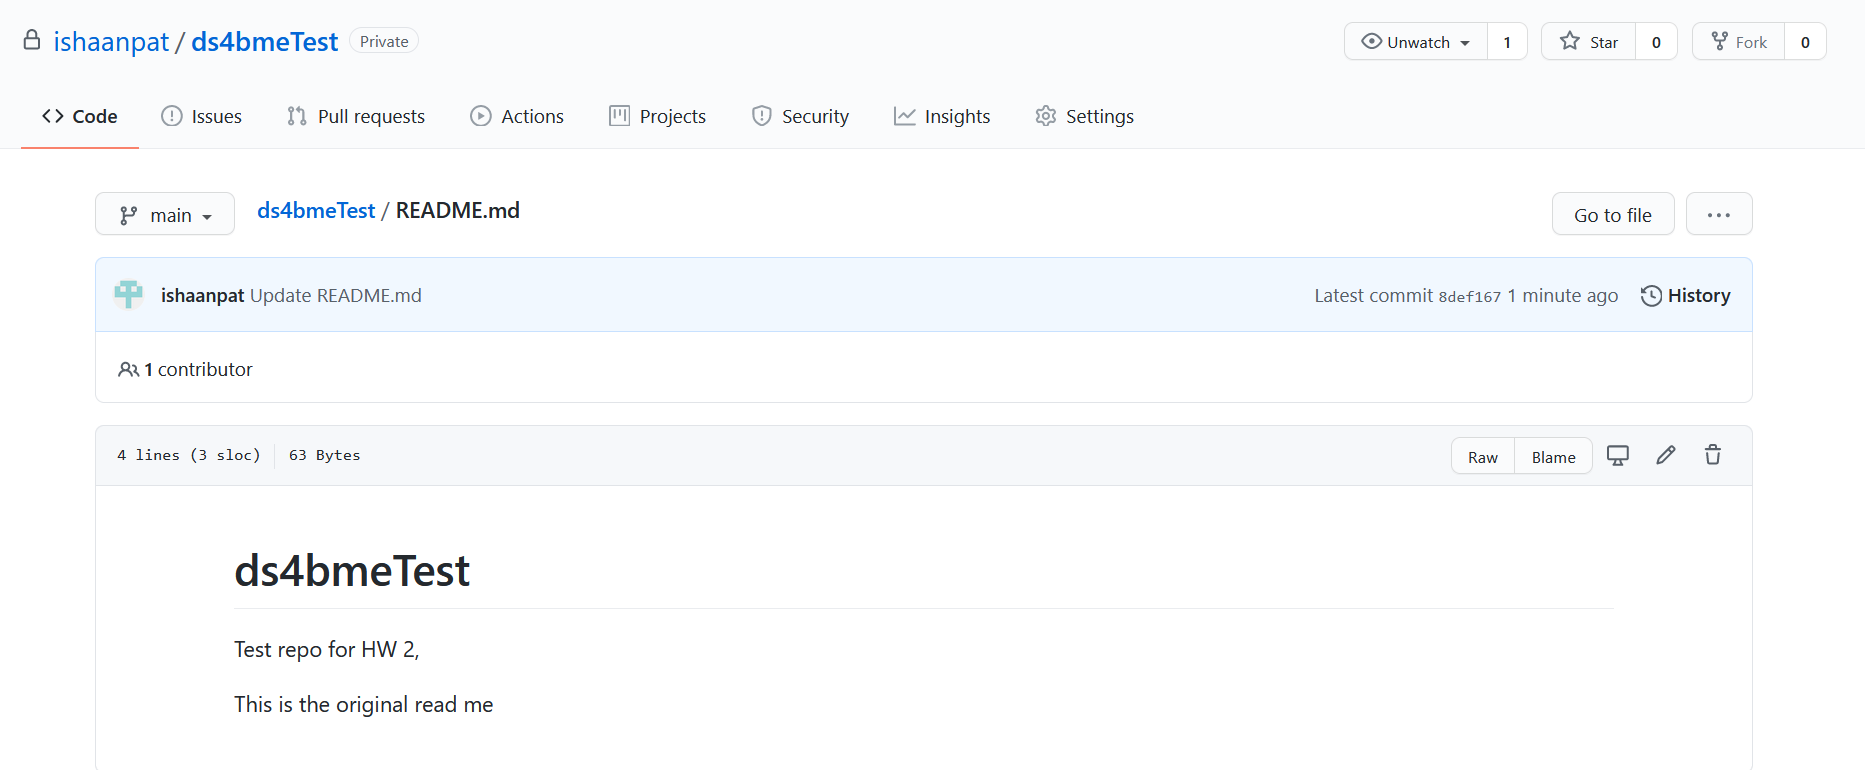 ishaanpat / ds4bmeTest Private Unwatch 1 Star 0 Fork 0
Code Issues Pull requests Actions Projects Security Insights Settings
main ds4bmeTest / README.md Go to file ...
ishaanpat Update README.md Latest commit 8def167 1 minute ago History
1 contributor
4 lines (3 sloc) 63 Bytes Raw Blame
ds4bmeTest
Test repo for HW 2,
This is the original read me